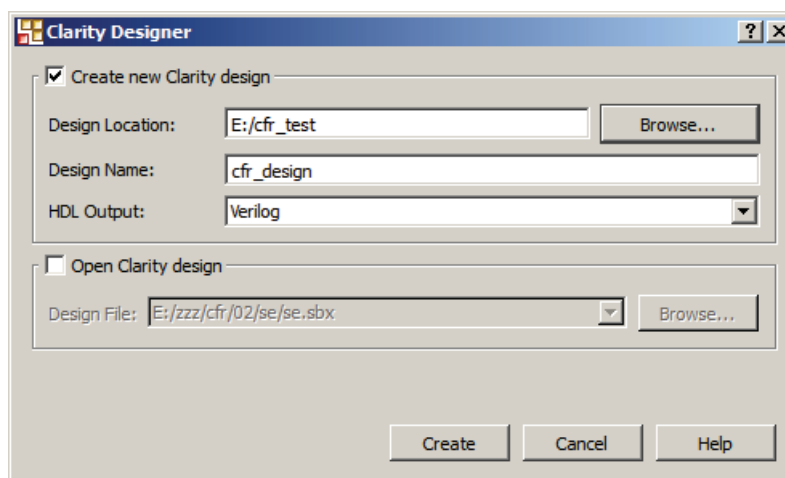 Clarity Designer
Create new Clarity design
Design Location: E:/cfr_test Browse...
Design Name: cfr_design
HDL Output: Verilog
Open Clarity design
Design File: E:/zzz/cfr/02/se/se.sbx Browse...
Create Cancel Help